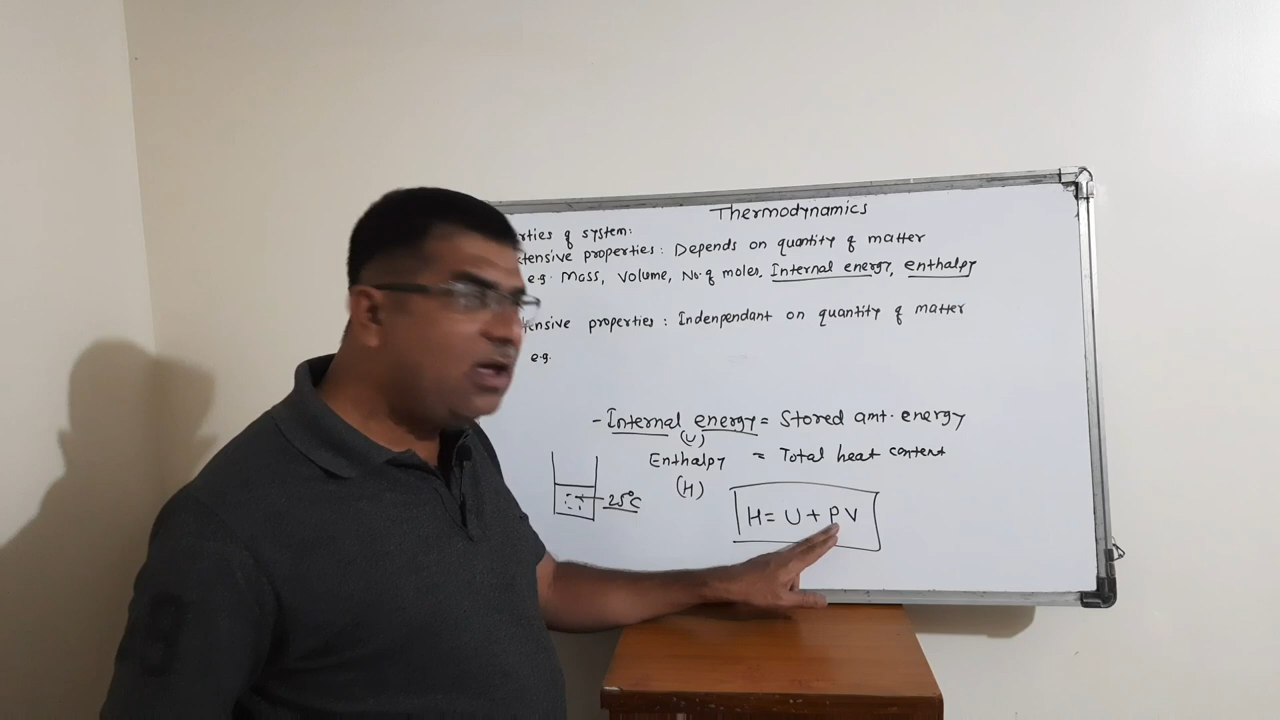 Thermodynamics
rties of system:
xtensive properties: Depends on quantity of matter
e.g. Mass, Volume, No. of moles, Internal energy, enthalpy
tensive properties: Indenpendant on quantity of matter
e.g.
- Internal energy = Stored amt. energy
(U)
Enthalpy = Total heat content
(H)
25°C
H = U + PV